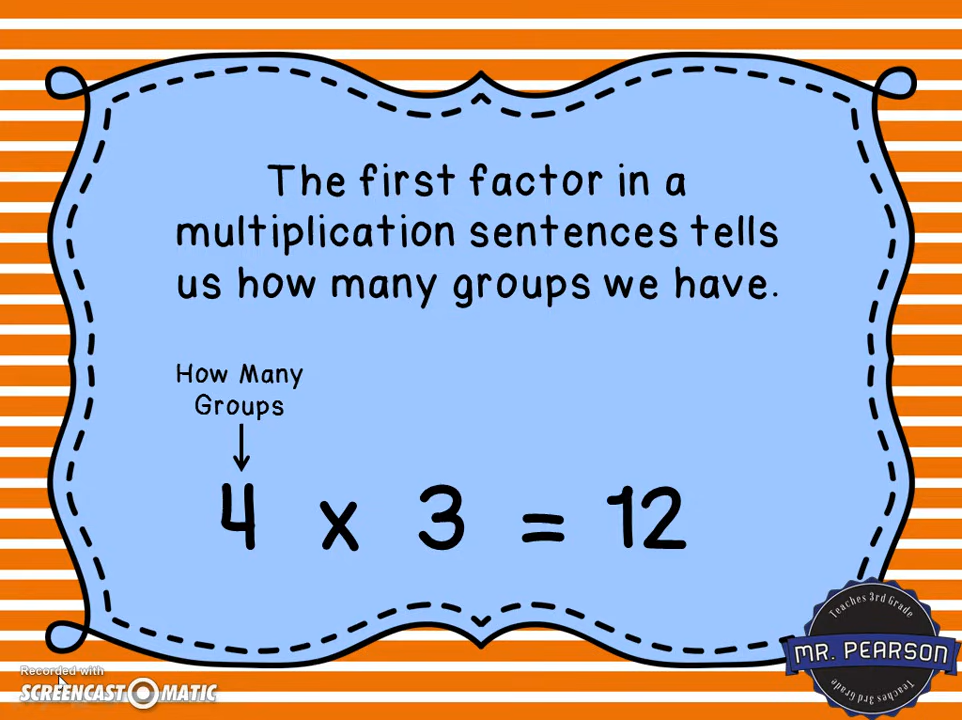 The first factor in a
multiplication sentences tells
us how many groups we have.
How Many
Groups
4 x 3 = 12
Teaches 3rd Grade
MR. PEARSON
Teaches 3rd Grade
Recorded with
SCREENCAST O MATIC